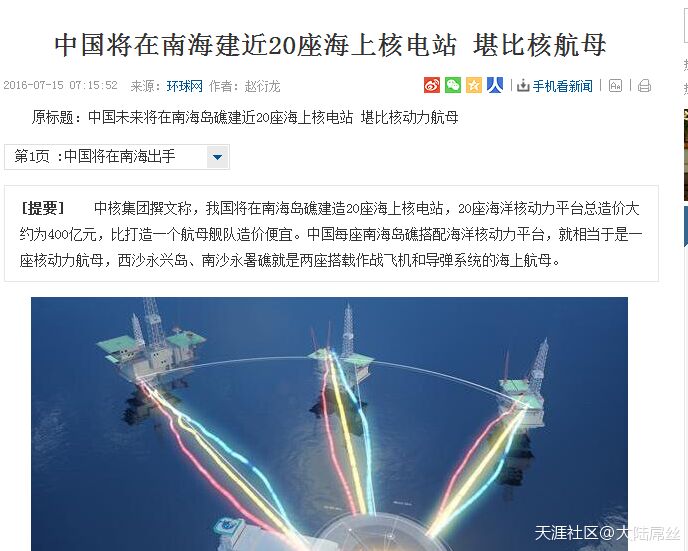 中国将在南海建近20座海上核电站 堪比核航母
2016-07-15 07:15:52 来源：环球网 作者：赵衍龙
手机看新闻
原标题：中国未来将在南海岛礁建近20座海上核电站 堪比核动力航母
第1页 :中国将在南海出手
[提要] 中核集团撰文称，我国将在南海岛礁建造20座海上核电站，20座海洋核动力平台总造价大
约为400亿元，比打造一个航母舰队造价便宜。中国每座南海岛礁搭配海洋核动力平台，就相当于是一
座核动力航母，西沙永兴岛、南沙永署礁就是两座搭载作战飞机和导弹系统的海上航母。
天涯社区@大陆屌丝